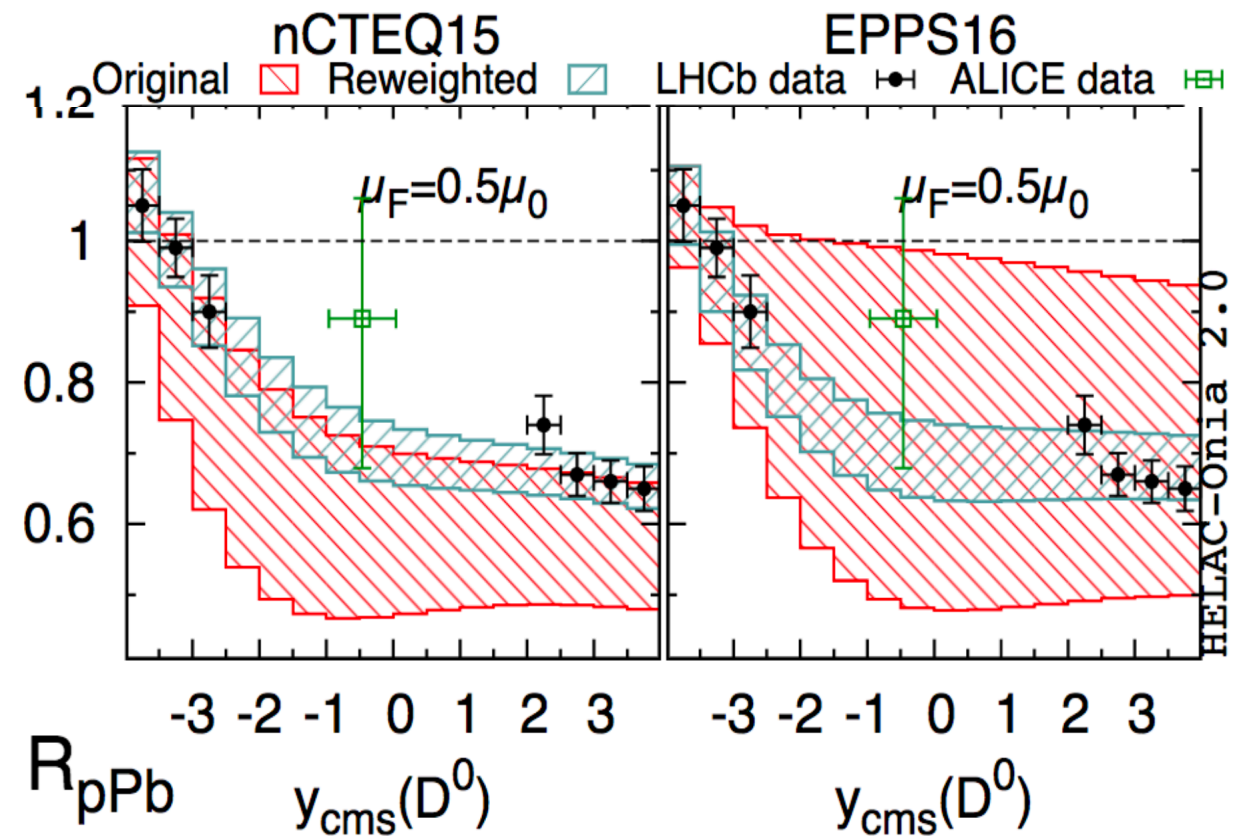 nCTEQ15 EPPS16
Original Reweighted LHCb data ALICE data
1.2
μF=0.5μ0 μF=0.5μ0
1
0.8
0.6
HELAC-Onia 2.0
-3 -2 -1 0 1 2 3 -3 -2 -1 0 1 2 3
RpPb ycms(D0) ycms(D0)